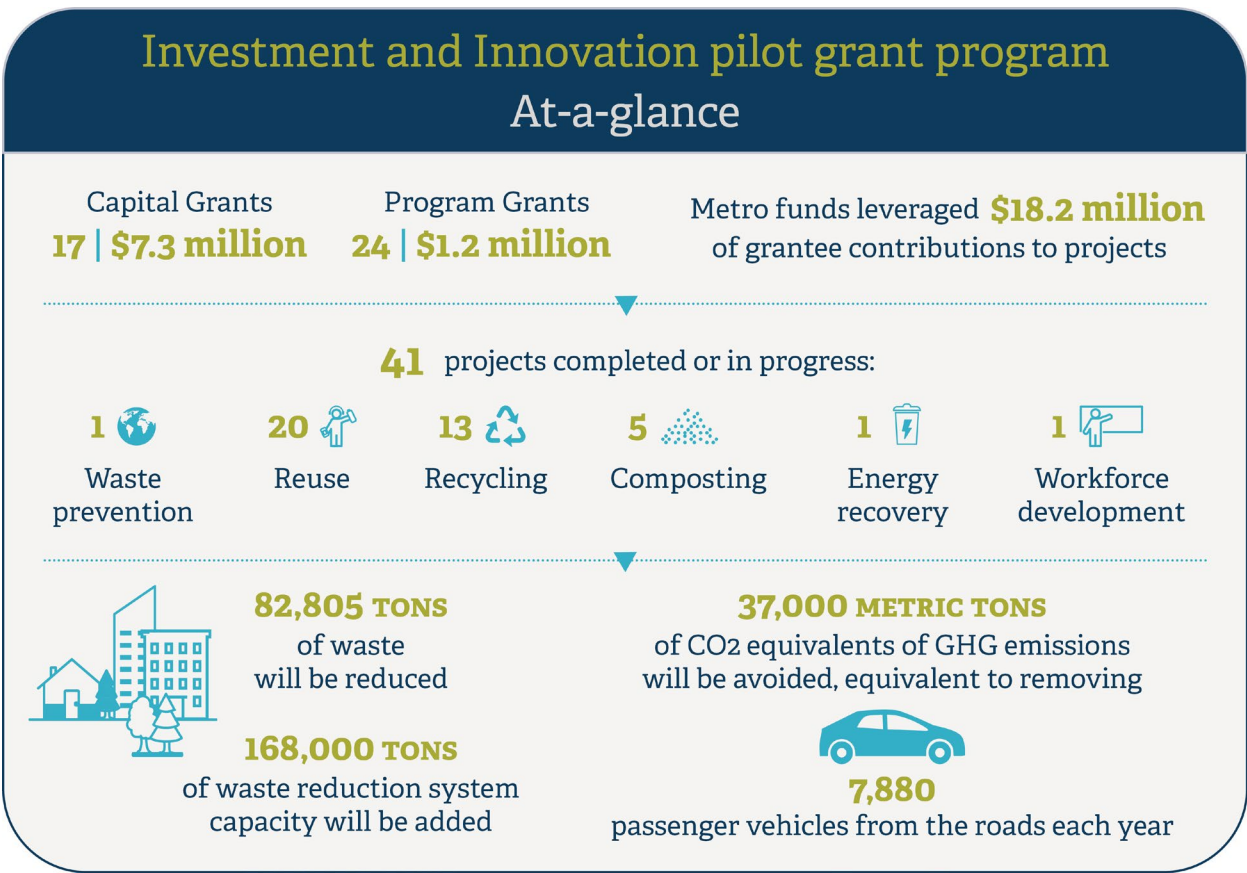 Investment and Innovation pilot grant program
At-a-glance
Capital Grants
17 | $7.3 million
Program Grants
24 | $1.2 million
Metro funds leveraged $18.2 million
of grantee contributions to projects
41 projects completed or in progress:
1
Waste
prevention
20
Reuse
13
Recycling
5
Composting
1
Energy
recovery
1
Workforce
development
82,805 TONS
of waste
will be reduced
168,000 TONS
of waste reduction system
capacity will be added
37,000 METRIC TONS
of CO2 equivalents of GHG emissions
will be avoided, equivalent to removing
7,880
passenger vehicles from the roads each year